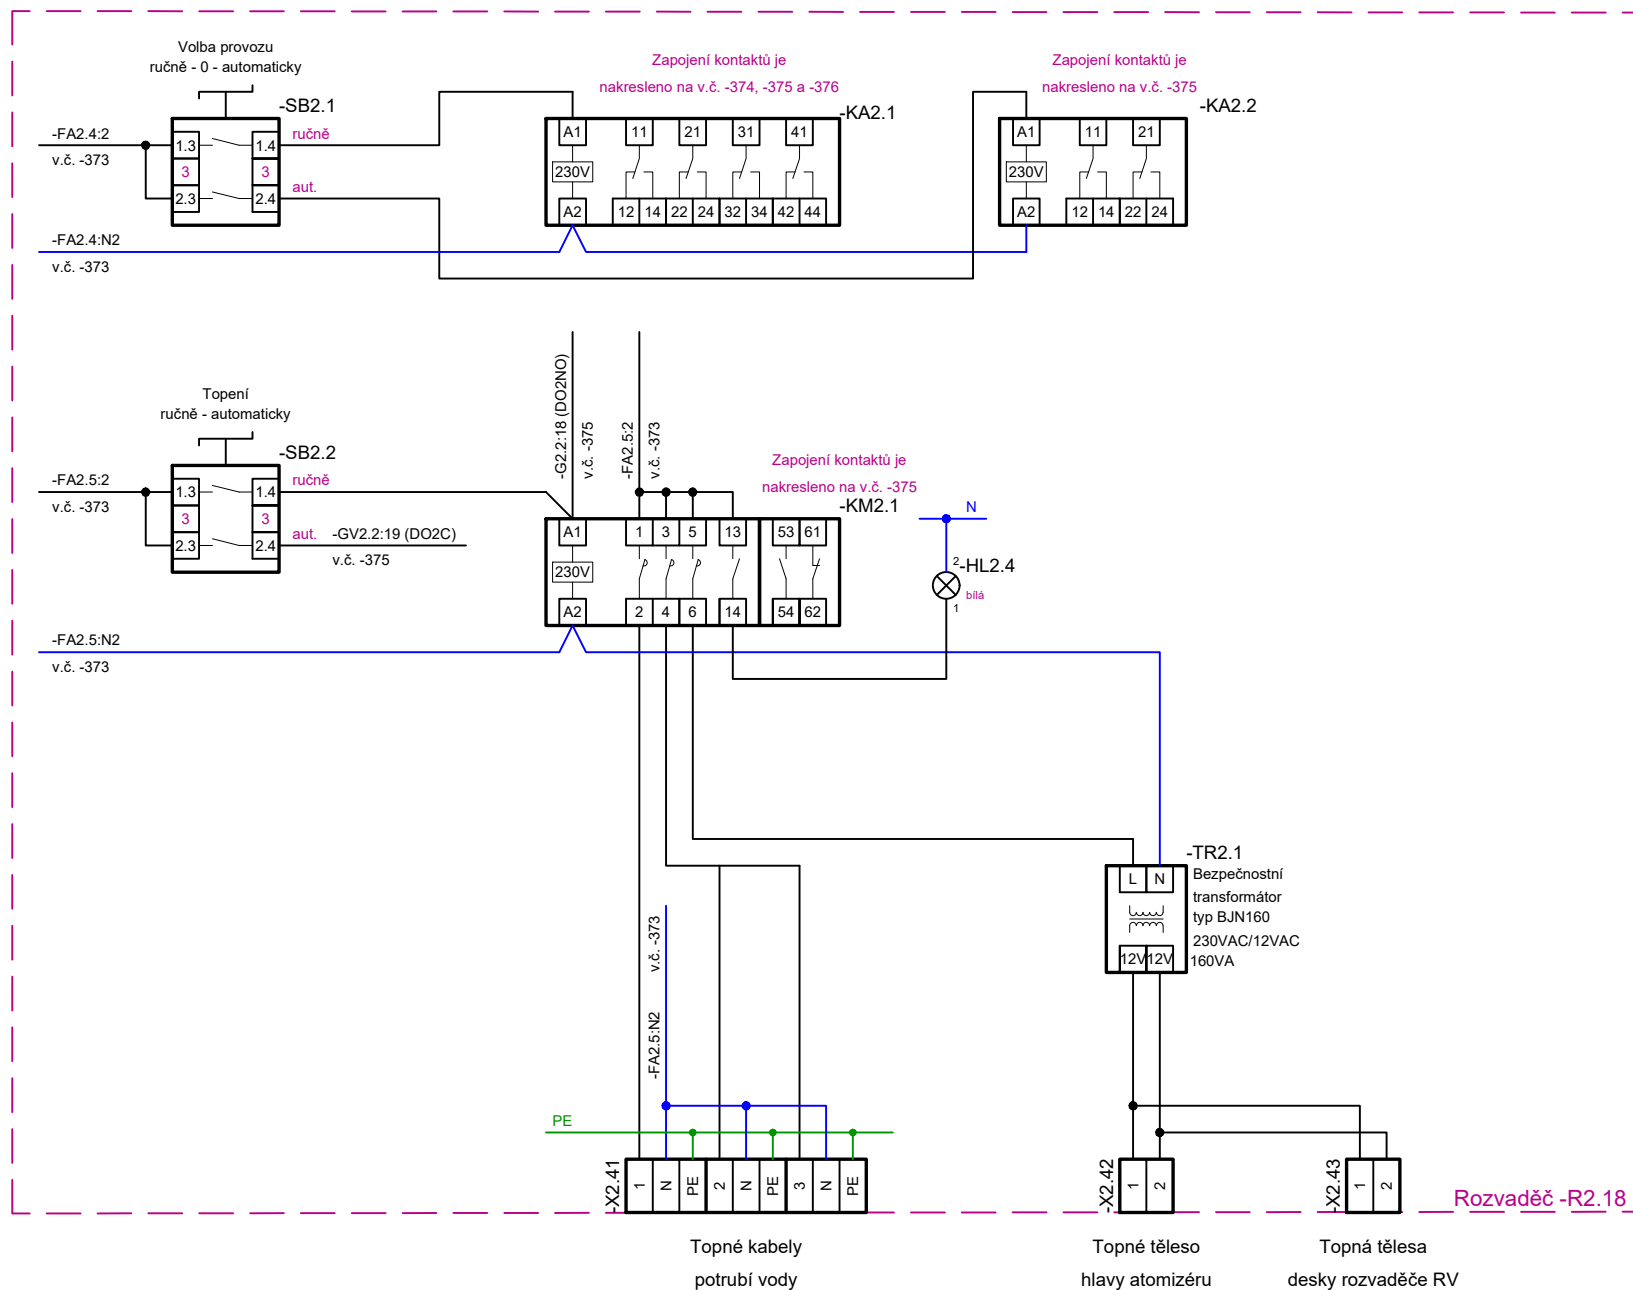 Volba provozu
ručně - 0 - automaticky
-SB2.1
-FA2.4:2
v.č. -373
1.3
1.4
3
3
2.3
2.4
ručně
aut.
-FA2.4:N2
v.č. -373
Zapojení kontaktů je
nakresleno na v.č. -374, -375 a -376
-KA2.1
A1
11
21
31
41
230V
A2
12
14
22
24
32
34
42
44
Zapojení kontaktů je
nakresleno na v.č. -375
-KA2.2
A1
11
21
230V
A2
12
14
22
24
Topení
ručně - automaticky
-SB2.2
-FA2.5:2
v.č. -373
1.3
1.4
3
3
2.3
2.4
ručně
aut.
-GV2.2:19 (DO2C)
v.č. -375
-FA2.5:N2
v.č. -373
-G2.2:18 (DO2NO)
v.č. -375
-FA2.5:2
v.č. -373
Zapojení kontaktů je
nakresleno na v.č. -375
-KM2.1
A1
1
3
5
13
53
61
230V
A2
2
4
6
14
54
62
N
2
-HL2.4
bílá
1
-TR2.1
L
N
12V
12V
Bezpečnostní
transformátor
typ BJN160
230VAC/12VAC
160VA
v.č. -373
-FA2.5:N2
PE
-X2.41
1
N
PE
2
N
PE
3
N
PE
-X2.42
1
2
-X2.43
1
2
Rozvaděč -R2.18
Topné kabely
potrubí vody
Topné těleso
hlavy atomizéru
Topná tělesa
desky rozvaděče RV